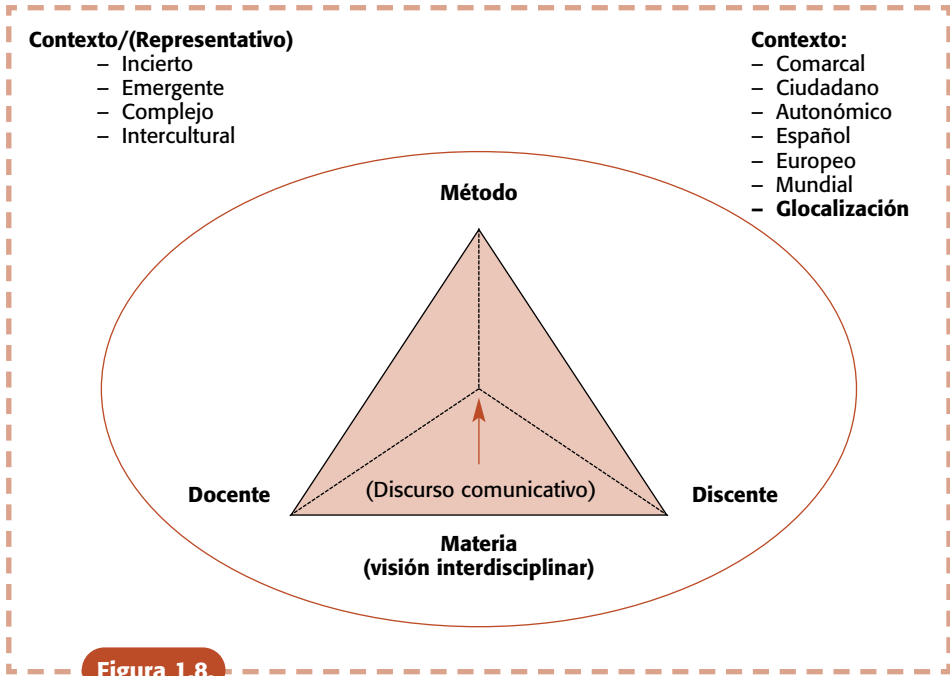 Contexto/(Representativo)
– Incierto
– Emergente
– Complejo
– Intercultural
Contexto:
– Comarcal
– Ciudadano
– Autonómico
– Español
– Europeo
– Mundial
– Glocalización
Método
Docente
(Discurso comunicativo)
Discente
Materia
(visión interdisciplinar)
Figura 1.8.